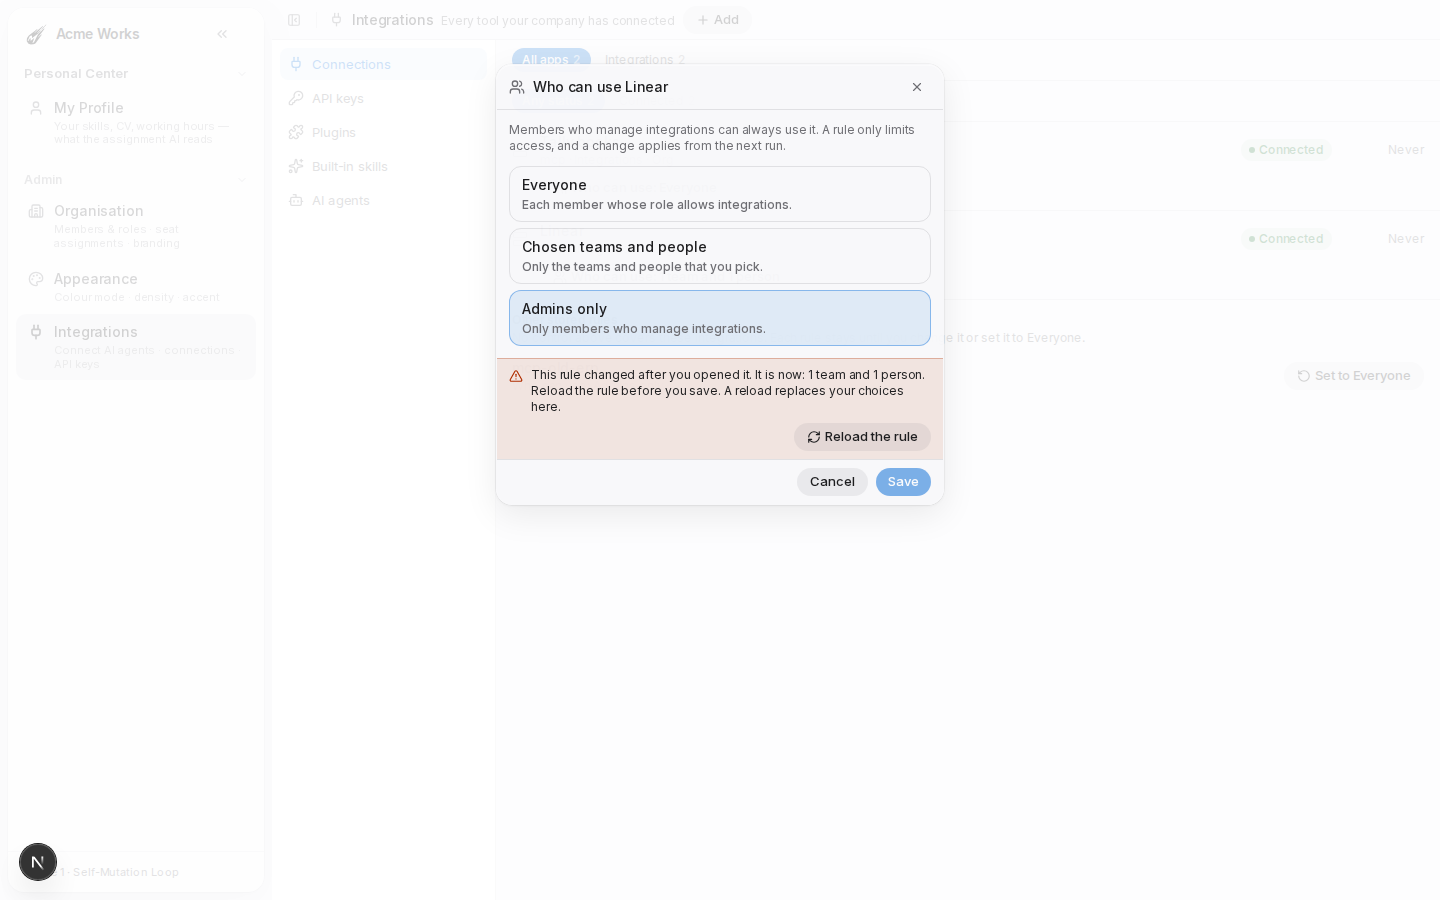 Acme Works
Personal Center
My Profile
Your skills, CV, working hours —
what the assignment AI reads
Admin
Organisation
Members & roles · seat
assignments · branding
Appearance
Colour mode · density · accent
Integrations
Connect AI agents · connections
API keys
1 · Self-Mutation Loop
Integrations
Every tool your company has connected
Add
Connections
API keys
Plugins
Built-in skills
AI agents
All apps 2
Integrations 2
Who can use Linear
Members who manage integrations can always use it. A rule only limits
access, and a change applies from the next run.
Everyone
Each member whose role allows integrations.
Chosen teams and people
Only the teams and people that you pick.
Admins only
Only members who manage integrations.
This rule changed after you opened it. It is now: 1 team and 1 person.
Reload the rule before you save. A reload replaces your choices
here.
Reload the rule
Cancel
Save
Connected
Never
Connected
Never
it or set it to Everyone.
Set to Everyone